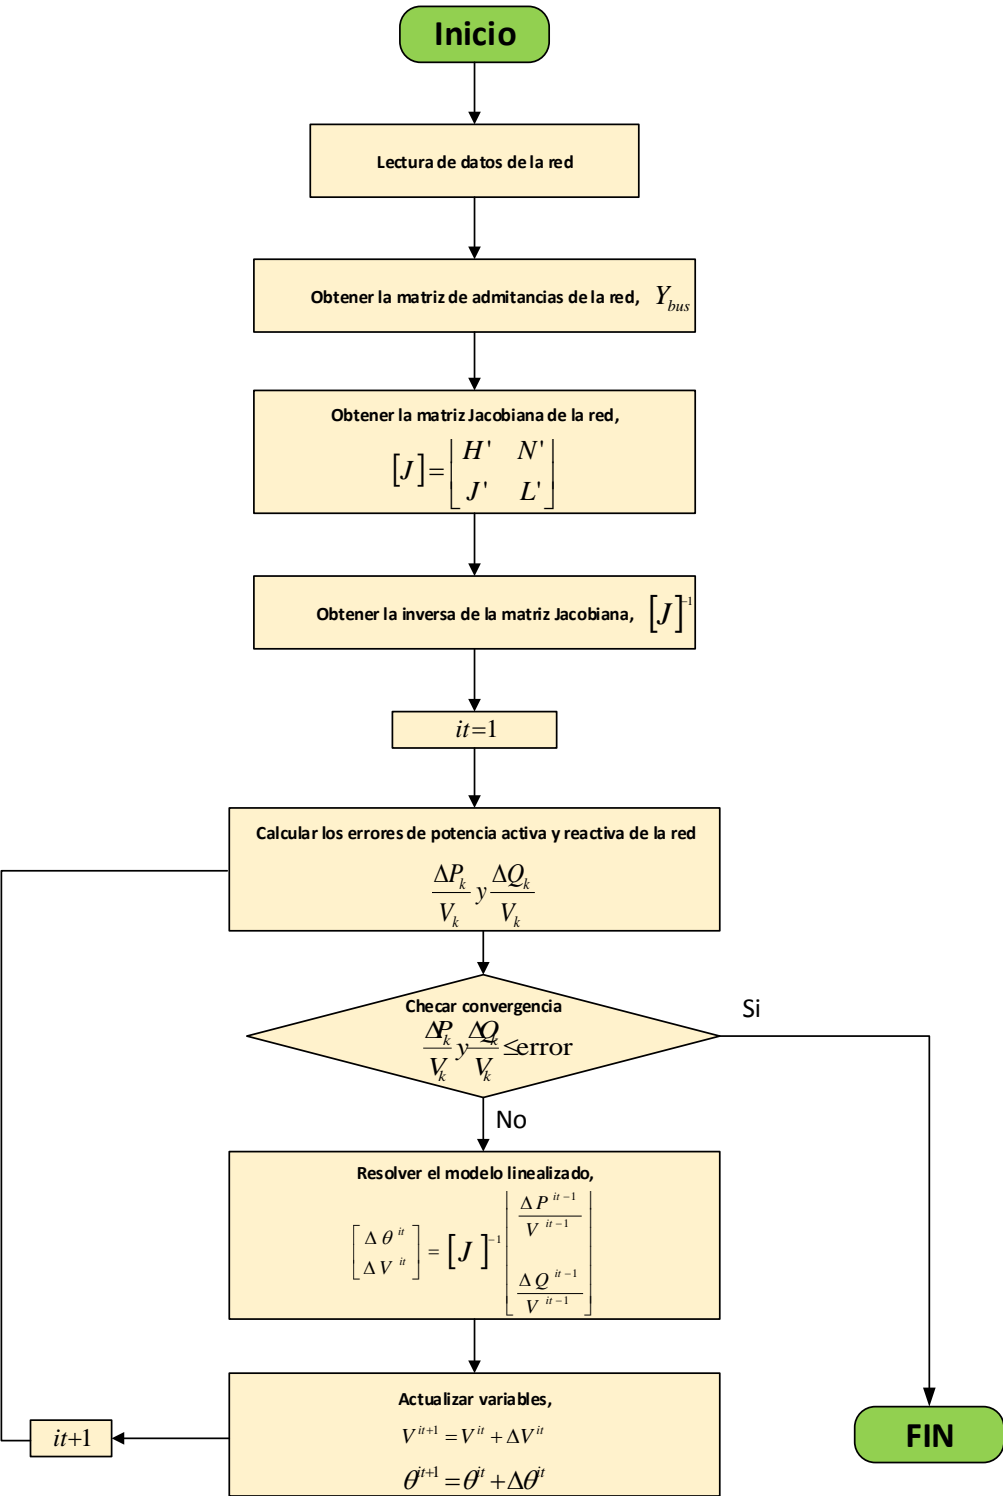 Inicio
Lectura de datos de la red
Obtener la matriz de admitancias de la red, Y_bus
Obtener la matriz Jacobiana de la red,
[J] = [H' N'
J' L']
Obtener la inversa de la matriz Jacobiana, [J]^-1
it=1
Calcular los errores de potencia activa y reactiva de la red
ΔP_k/V_k y ΔQ_k/V_k
Checar convergencia
ΔP_k/V_k y ΔQ_k/V_k ≤error
Si
No
Resolver el modelo linealizado,
[Δθ^it
ΔV^it] = [J]^-1 [ΔP^it-1/V^it-1
ΔQ^it-1/V^it-1]
Actualizar variables,
V^it+1 = V^it + ΔV^it
θ^it+1 = θ^it + Δθ^it
it+1
FIN